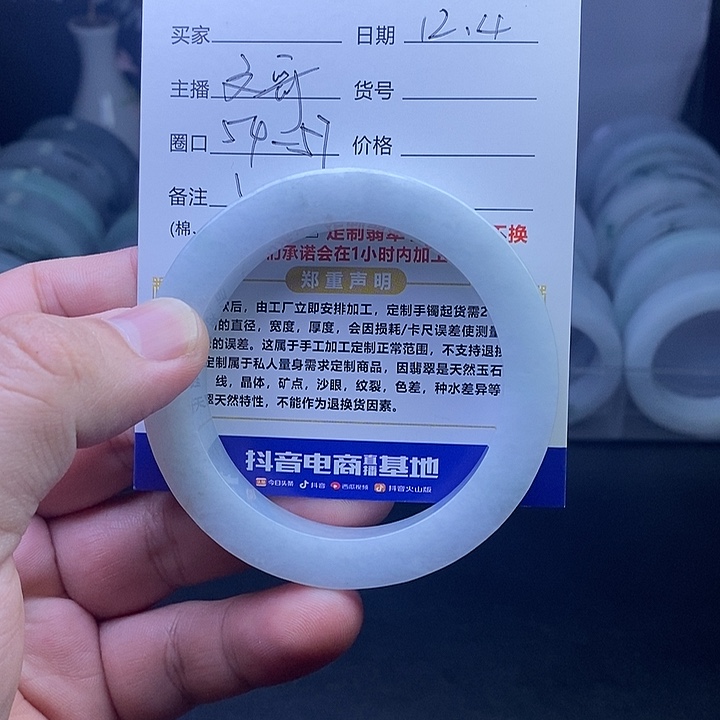 买家 日期 12.4
主播 文哥 货号
圈口 54-57 价格
备注 1
(棉、 定制翡翠 不换
们承诺会在1小时内加工
郑重声明
后,由工厂立即安排加工,定制手镯起货需2
的直径,宽度,厚度,会因损耗/卡尺误差使测量
的误差。这属于手工加工定制正常范围,不支持退换
定制属于私人量身需求定制商品,因翡翠是天然玉石
线,晶体,矿点,沙眼,纹裂,色差,种水差异等
翠天然特性,不能作为退换货因素。
抖音电商直播基地
今日头条 抖音 西瓜视频 抖音火山版